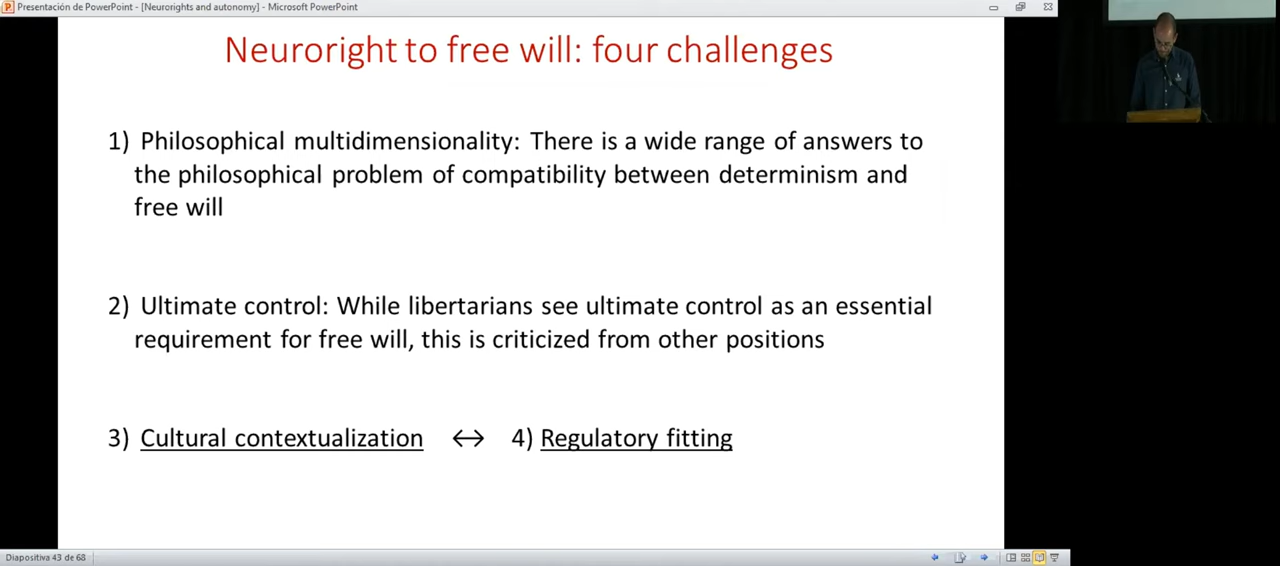 Presentación de PowerPoint - [Neurorights and autonomy] - Microsoft PowerPoint
Neuroright to free will: four challenges
1) Philosophical multidimensionality: There is a wide range of answers to
the philosophical problem of compatibility between determinism and
free will
2) Ultimate control: While libertarians see ultimate control as an essential
requirement for free will, this is criticized from other positions
3) Cultural contextualization ↔ 4) Regulatory fitting
Diapositiva 43 de 68